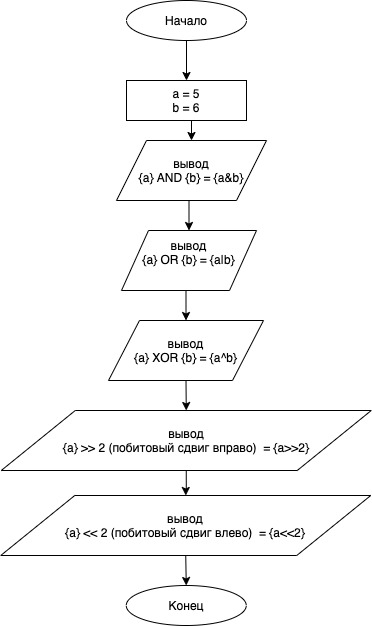 Начало
a = 5
b = 6
вывод
{a} AND {b} = {a&b}
вывод
{a} OR {b} = {a|b}
вывод
{a} XOR {b} = {a^b}
вывод
{a} >> 2 (побитовый сдвиг вправо)  = {a>>2}
вывод
{a} << 2 (побитовый сдвиг влево)  = {a<<2}
Конец